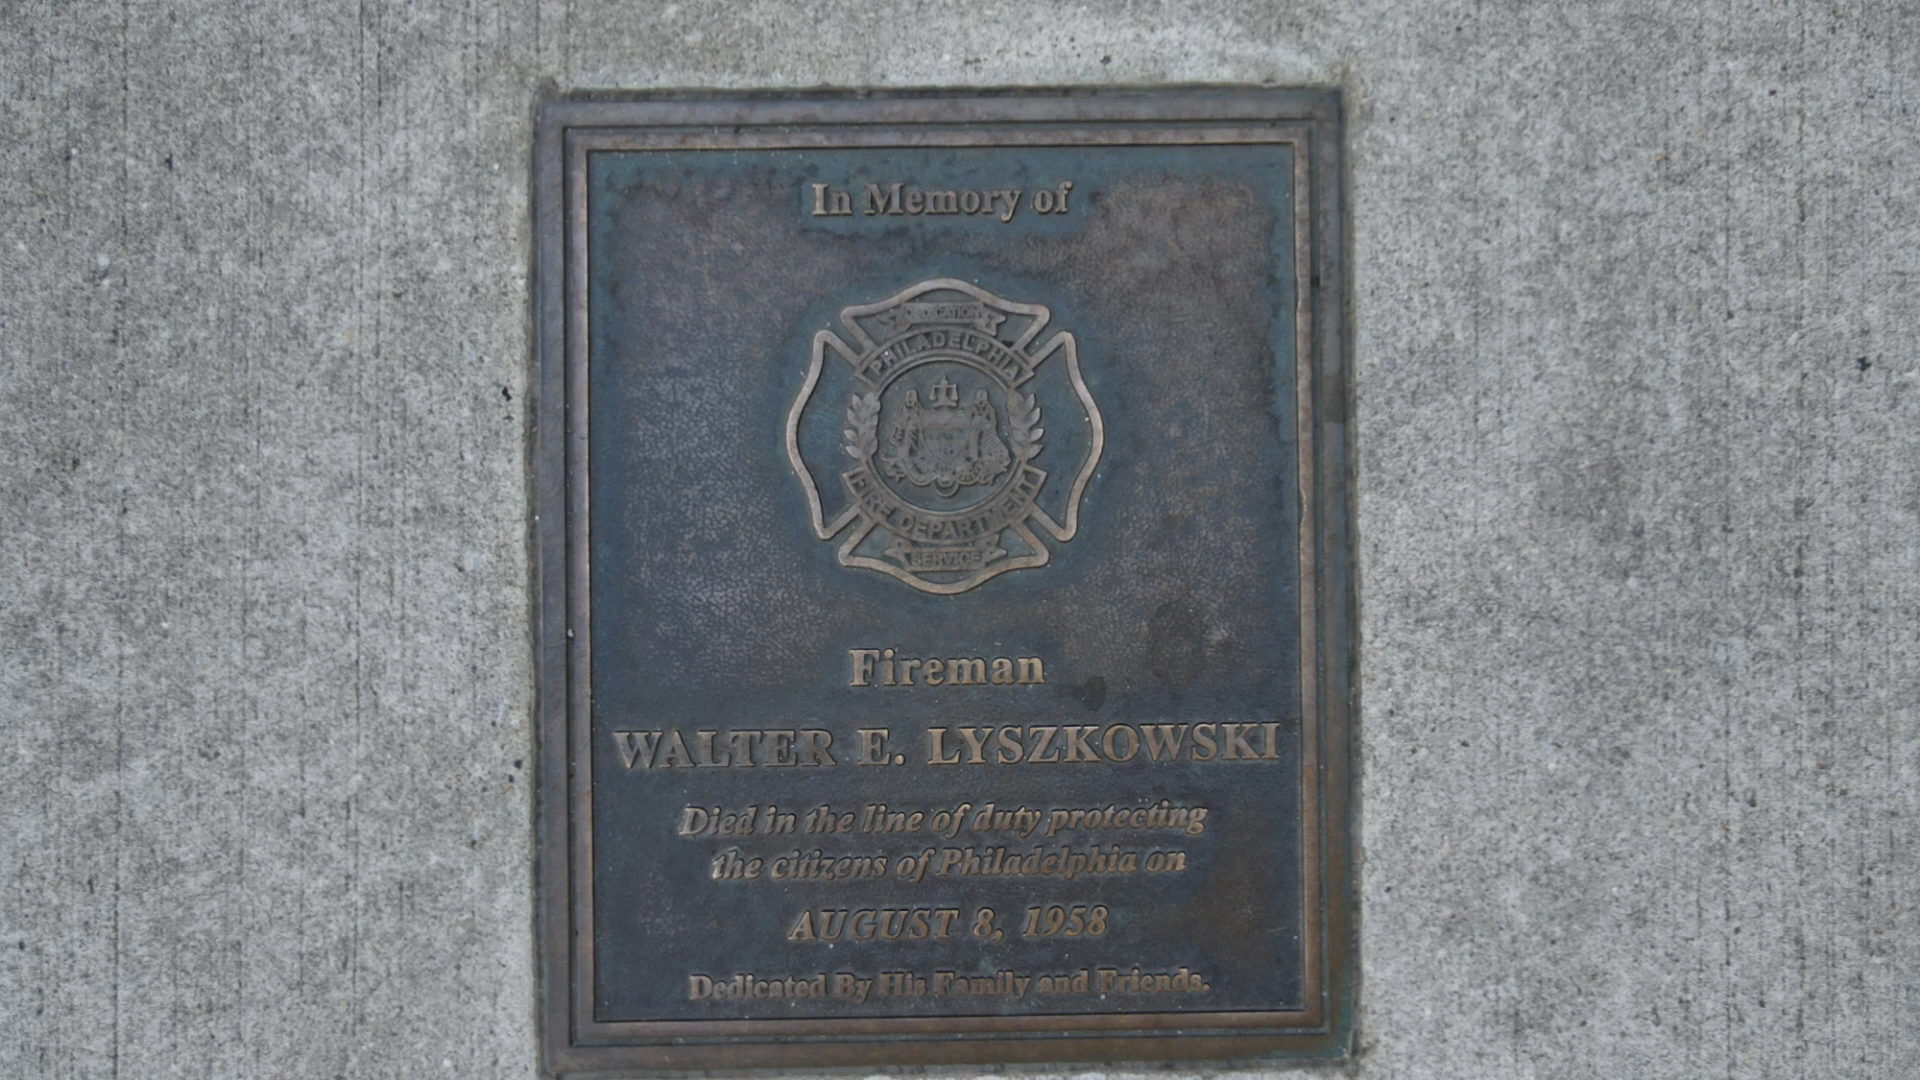 In Memory of
DEDICATION
PHILADELPHIA
FIRE DEPARTMENT
SERVICE
Fireman
WALTER E. LYSZKOWSKI
Died in the line of duty protecting
the citizens of Philadelphia on
AUGUST 8, 1958
Dedicated By His Family and Friends.